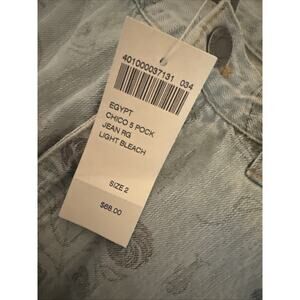 401000037131 034
EGYPT
CHICO 5 POCK
JEAN RG
LIGHT BLEACH
SIZE 2
$68.00